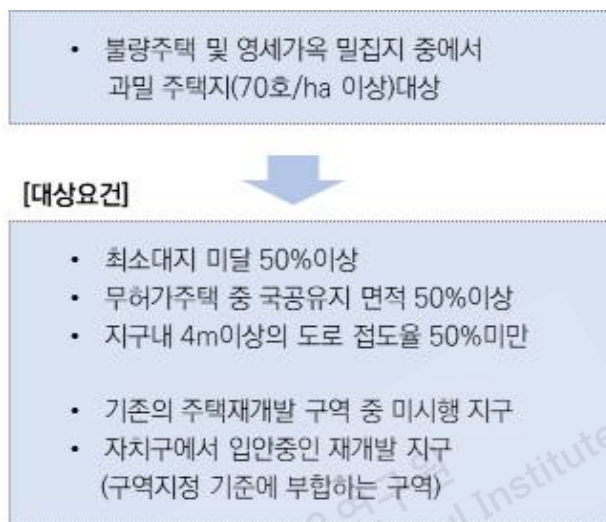 • 불량주택 및 영세가옥 밀집지 중에서
과밀 주택지(70호/ha 이상)대상
[대상요건]
• 최소대지 미달 50%이상
• 무허가주택 중 국공유지 면적 50%이상
• 지구내 4m이상의 도로 접도율 50%미만
• 기존의 주택재개발 구역 중 미시행 지구
• 자치구에서 입안중인 재개발 지구
(구역지정 기준에 부합하는 구역)
Institute